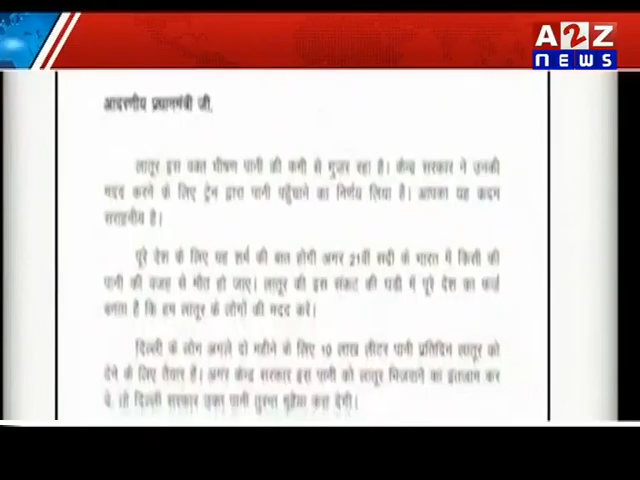 A2Z
NEWS
आदरणीय प्रधानमंत्री जी,
लातूर इस वक्त भीषण पानी की कमी से गुज़र रहा है। केन्द्र सरकार ने उनकी
मदद करने के लिए ट्रेन द्वारा पानी पहुँचाने का निर्णय लिया है। आपका यह कदम
सराहनीय है।
पूरे देश के लिए यह शर्म की बात होगी अगर 21वीं सदी के भारत में किसी की
पानी की वजह से मौत हो जाए। लातूर की इस संकट की घडी में पूरे देश का फर्ज
बनता है कि हम लातूर के लोगों की मदद करें।
दिल्ली के लोग अगले दो महीने के लिए 10 लाख लीटर पानी प्रतिदिन लातूर को
देने के लिए तैयार हैं। अगर केन्द्र सरकार इस पानी को लातूर भिजवाने का इंतजाम कर
दे, तो दिल्ली सरकार उक्त पानी तुरन्त मुहैया करा देगी।